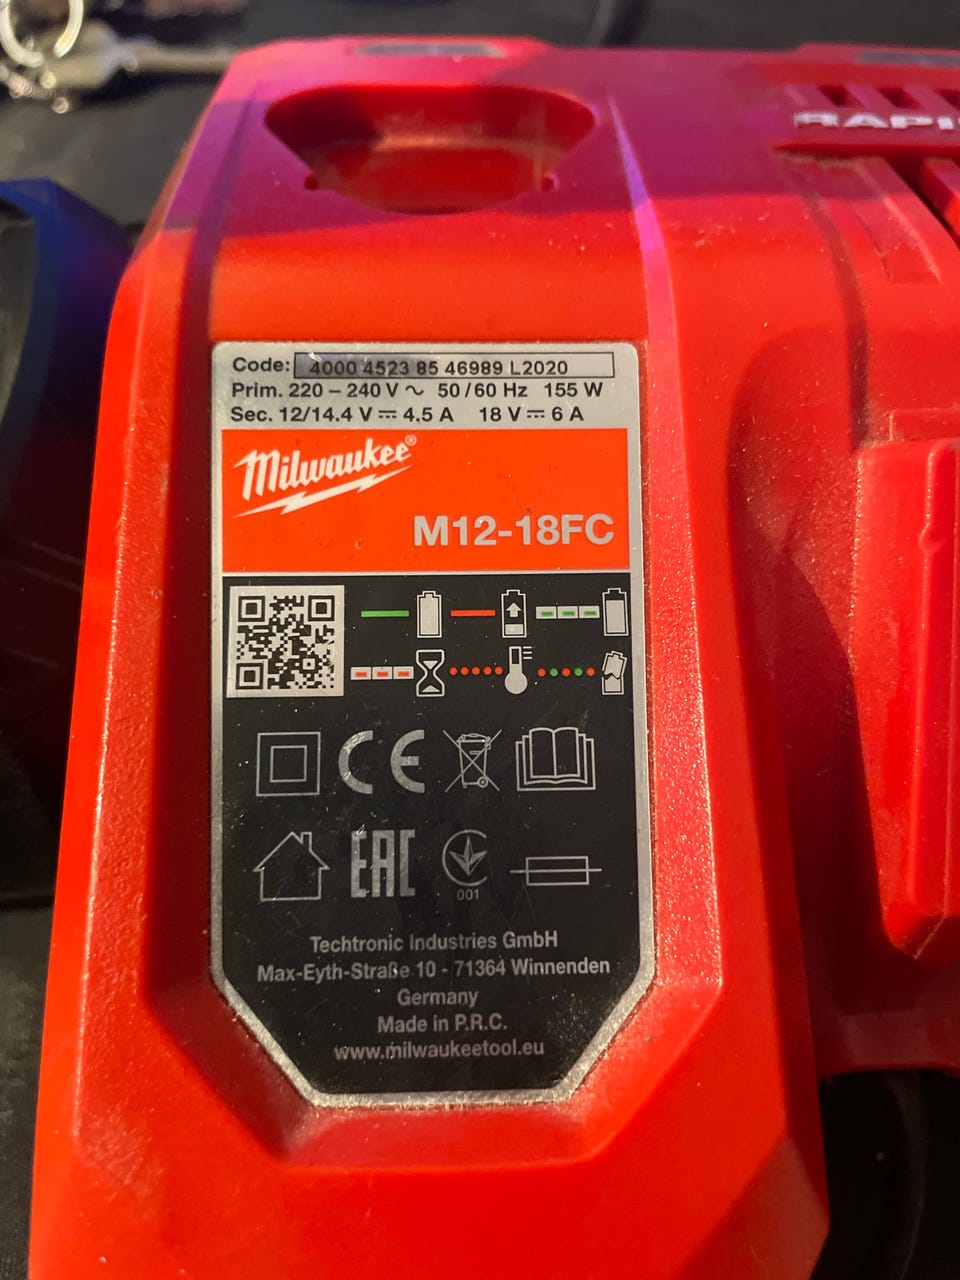 RAPI
Code: 4000 4523 85 46989 L2020
Prim. 220 – 240 V ~ 50/60 Hz 155 W
Sec. 12/14.4 V ⎓ 4.5 A 18 V ⎓ 6 A
Milwaukee®
M12-18FC
CE
EAC
001
Techtronic Industries GmbH
Max-Eyth-Straße 10 - 71364 Winnenden
Germany
Made in P.R.C.
www.milwaukeetool.eu